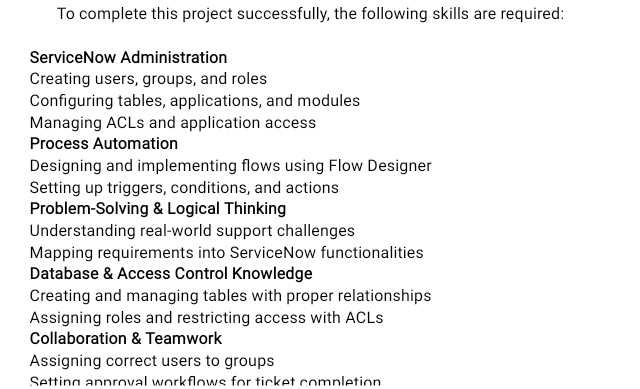 To complete this project successfully, the following skills are required:
ServiceNow Administration
Creating users, groups, and roles
Configuring tables, applications, and modules
Managing ACLs and application access
Process Automation
Designing and implementing flows using Flow Designer
Setting up triggers, conditions, and actions
Problem-Solving & Logical Thinking
Understanding real-world support challenges
Mapping requirements into ServiceNow functionalities
Database & Access Control Knowledge
Creating and managing tables with proper relationships
Assigning roles and restricting access with ACLs
Collaboration & Teamwork
Assigning correct users to groups
Setting approval workflows for ticket completion